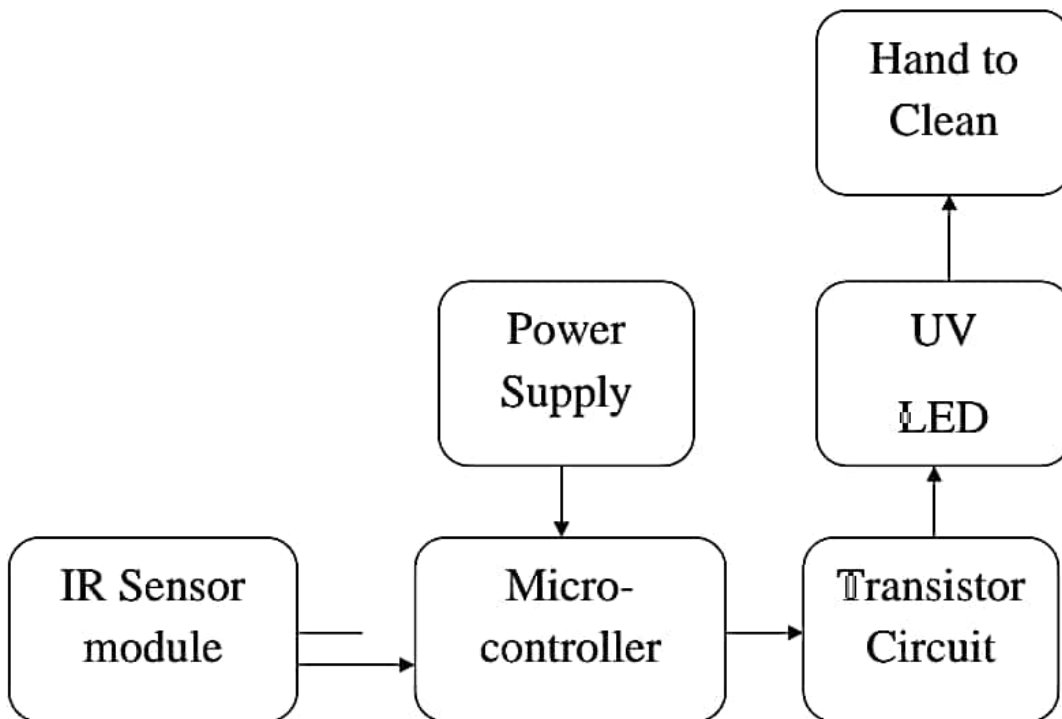 Hand to
Clean
Power
Supply
UV
LED
IR Sensor
module
Micro-
controller
Transistor
Circuit